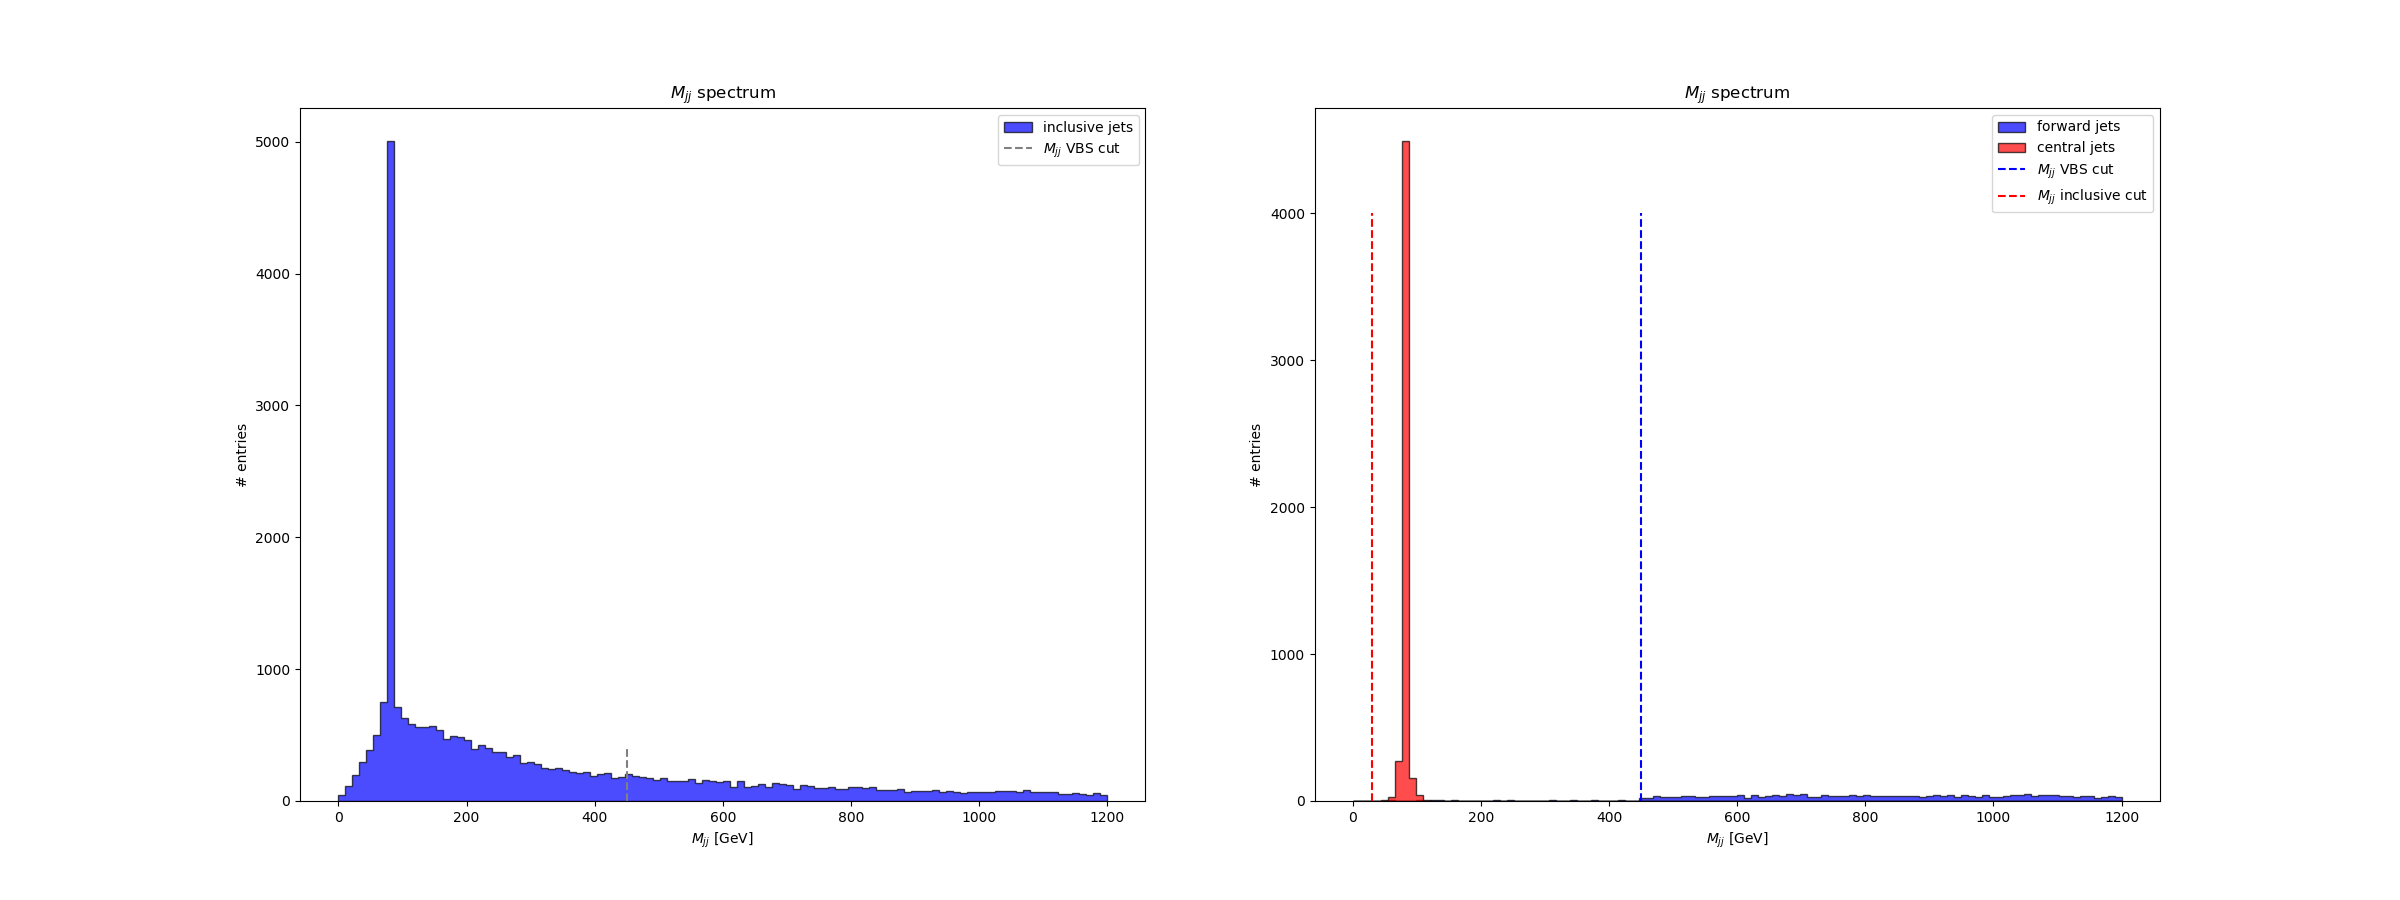 M_jj spectrum
inclusive jets
M_jj VBS cut
5000
4000
3000
2000
1000
0
# entries
0 200 400 600 800 1000 1200
M_jj [GeV]
M_jj spectrum
forward jets
central jets
M_jj VBS cut
M_jj inclusive cut
4000
3000
2000
1000
0
# entries
0 200 400 600 800 1000 1200
M_jj [GeV]